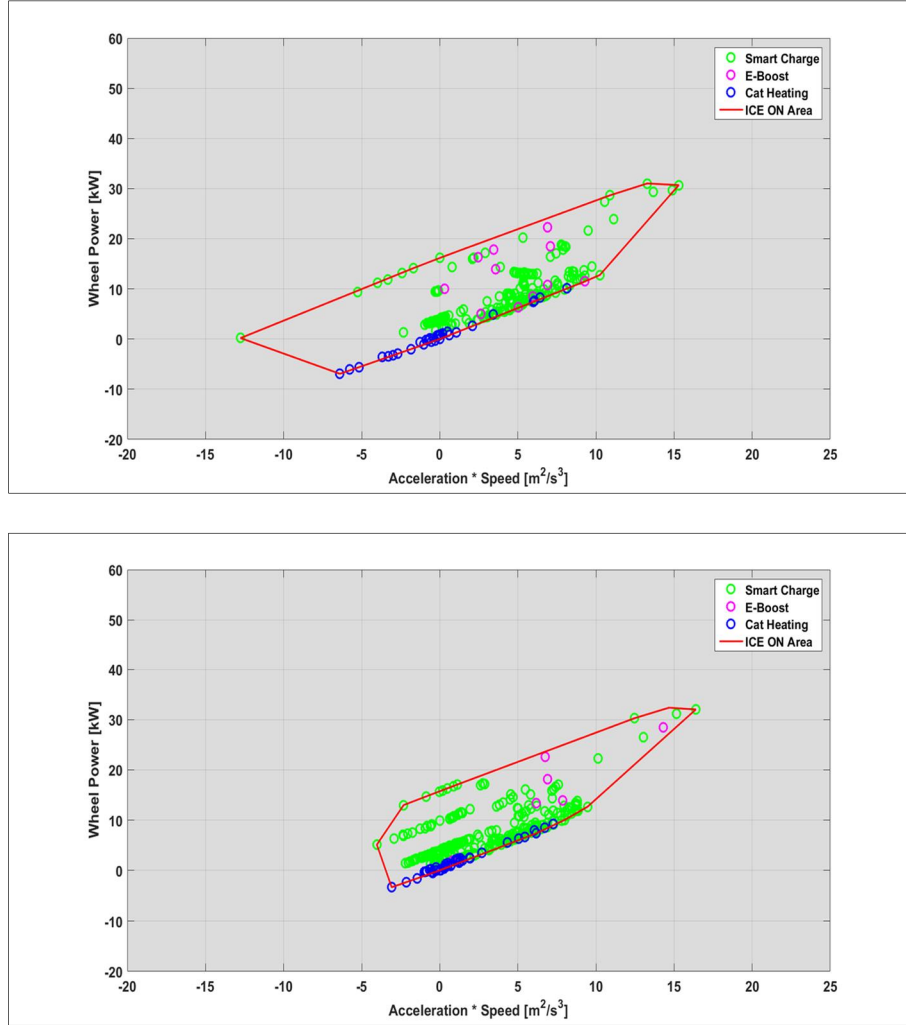 60
50
40
30
20
10
0
-10
-20
Wheel Power [kW]
Smart Charge
E-Boost
Cat Heating
ICE ON Area
-20 -15 -10 -5 0 5 10 15 20 25
Acceleration * Speed [m²/s³]
60
50
40
30
20
10
0
-10
-20
Wheel Power [kW]
Smart Charge
E-Boost
Cat Heating
ICE ON Area
-20 -15 -10 -5 0 5 10 15 20 25
Acceleration * Speed [m²/s³]